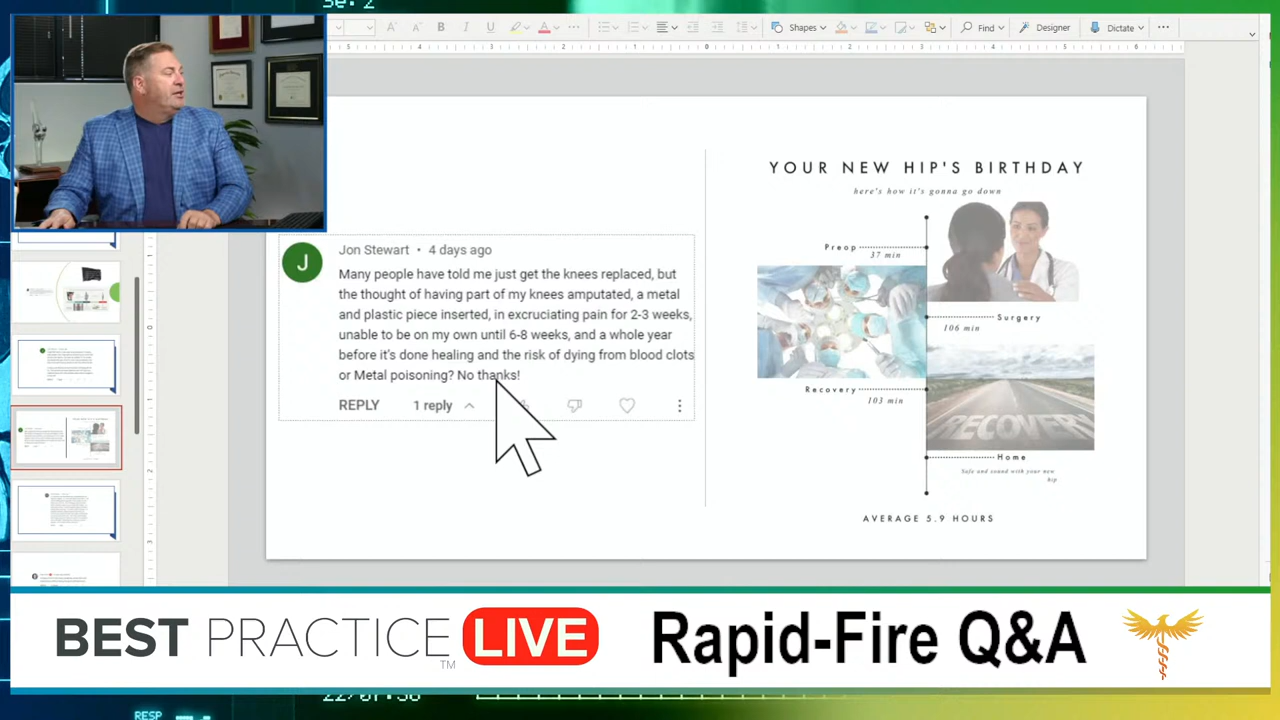 Shapes
Find
Designer
Dictate
Jon Stewart • 4 days ago
Many people have told me just get the knees replaced, but
the thought of having part of my knees amputated, a metal
and plastic piece inserted, in excruciating pain for 2-3 weeks,
unable to be on my own until 6-8 weeks, and a whole year
before it's done healing and the risk of dying from blood clots
or Metal poisoning? No thanks!
REPLY 1 reply
J
YOUR NEW HIP'S BIRTHDAY
here's how it's gonna go down
Preop
37 min
Surgery
106 min
Recovery
103 min
RECOVERY
Home
Safe and sound with your new
hip
AVERAGE 5.9 HOURS
BEST PRACTICE LIVE
TM
Rapid-Fire Q&A
RESP